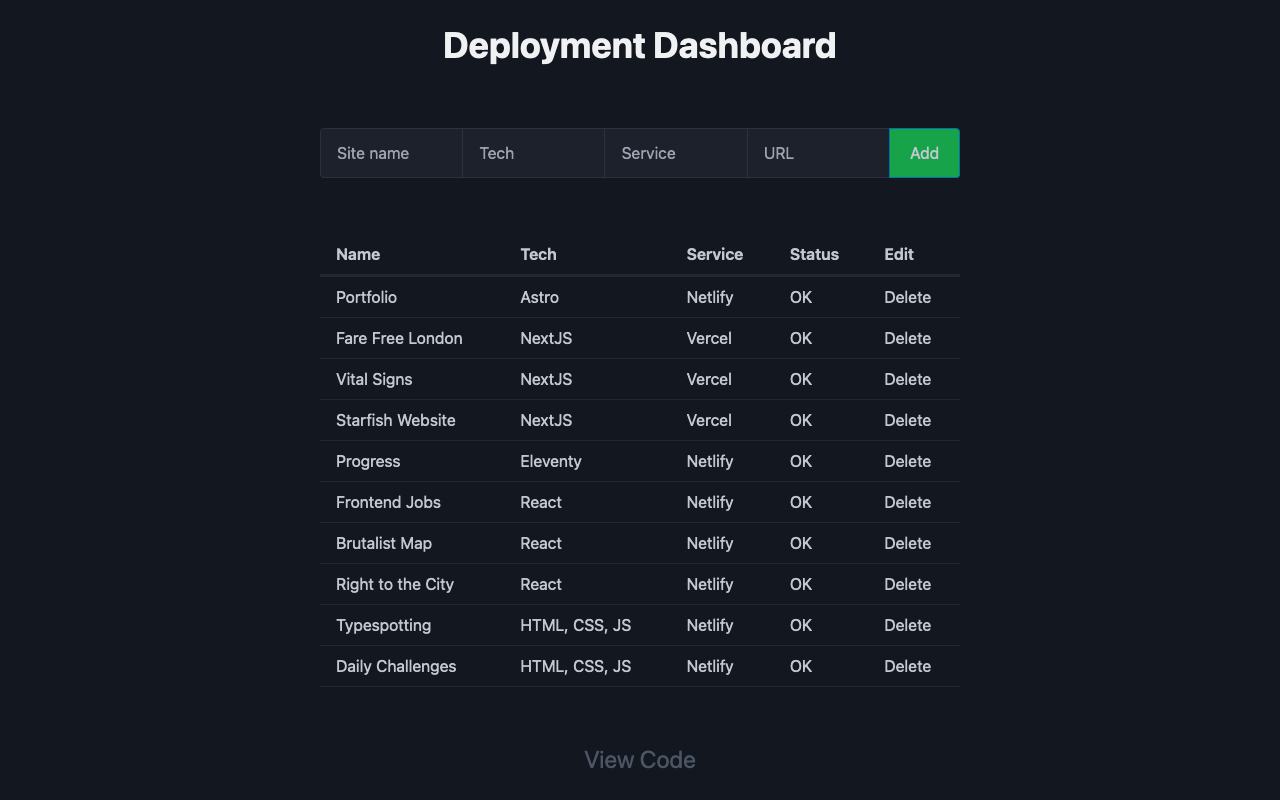 Deployment Dashboard
Site name Tech Service URL Add
Name Tech Service Status Edit
Portfolio Astro Netlify OK Delete
Fare Free London NextJS Vercel OK Delete
Vital Signs NextJS Vercel OK Delete
Starfish Website NextJS Vercel OK Delete
Progress Eleventy Netlify OK Delete
Frontend Jobs React Netlify OK Delete
Brutalist Map React Netlify OK Delete
Right to the City React Netlify OK Delete
Typespotting HTML, CSS, JS Netlify OK Delete
Daily Challenges HTML, CSS, JS Netlify OK Delete
View Code